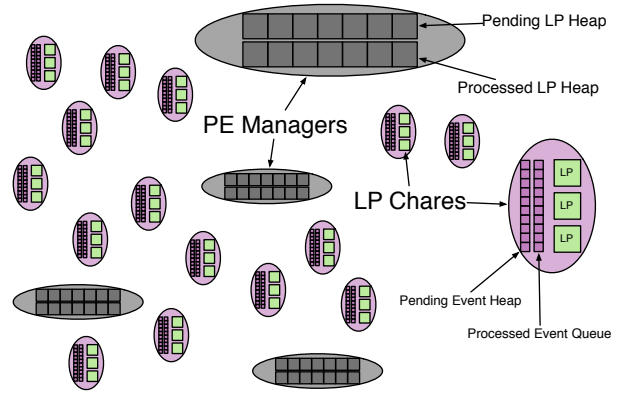 Pending LP Heap
Processed LP Heap
PE Managers
LP Chares
LP
LP
LP
Pending Event Heap
Processed Event Queue